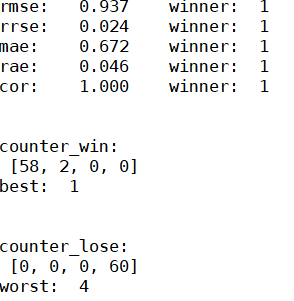 rmse: 0.937 winner: 1
rrse: 0.024 winner: 1
mae: 0.672 winner: 1
rae: 0.046 winner: 1
cor: 1.000 winner: 1
counter_win:
[58, 2, 0, 0]
best: 1
counter_lose:
[0, 0, 0, 60]
worst: 4